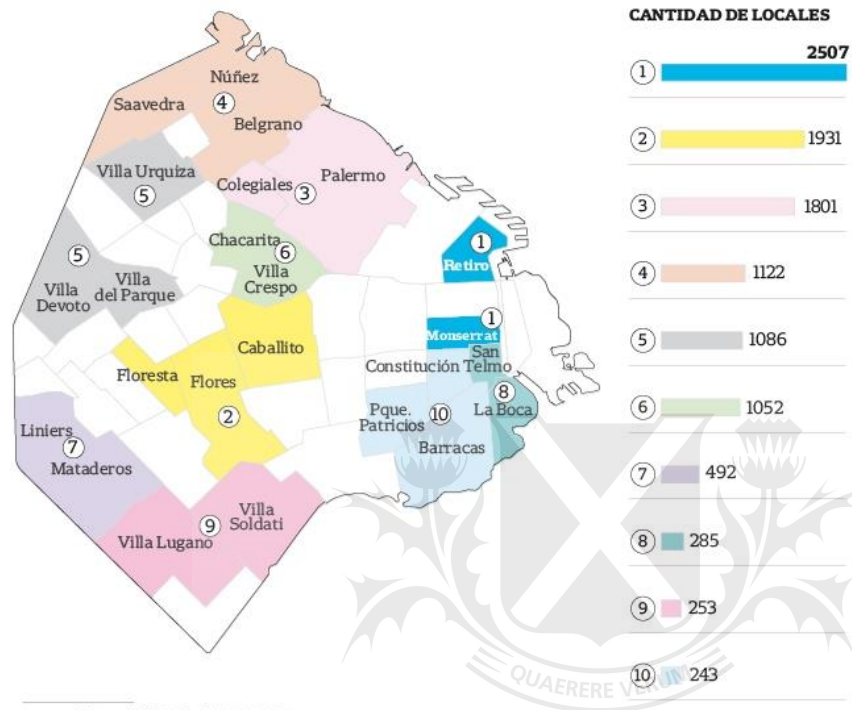 CANTIDAD DE LOCALES
Núñez
Saavedra
4
Belgrano
Villa Urquiza
5
Colegiales
3
Palermo
Chacarita
6
Villa
Crespo
5
Villa
Devoto
Villa
del Parque
1
Retiro
1
Monserrat
San
Telmo
Constitución
Caballito
Floresta
Flores
2
8
La Boca
Pque.
Patricios
10
Barracas
Liniers
7
Mataderos
Villa
Soldati
9
Villa Lugano
1 2507
2 1931
3 1801
4 1122
5 1086
6 1052
7 492
8 285
9 253
10 243
QUAERERE VERUM